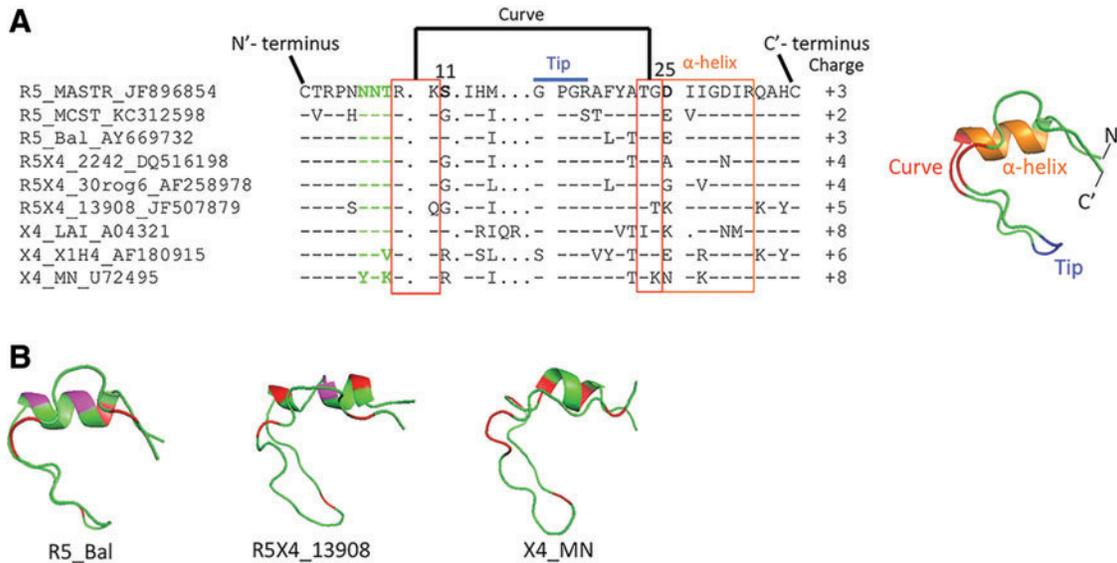 A
Curve
N'- terminus
C'- terminus
Charge
11
Tip
25
α-helix
R5_MASTR_JF896854 CTRPNNNTR. KS.IHM...G PGRAFYATGD IIGDIRQAHC +3
R5_MCST_KC312598 -V--H----. -G.--I...- ---ST----E V--------- +2
R5_Bal_AY669732 ---------. --.--I...- ----L--T-E ---------- +3
R5X4_2242_DQ516198 ---------. -G.--I...- -------T-A ---N------ +4
R5X4_30rog6_AF258978 ---------. -G.--L...- ----L----G -V-------- +4
R5X4_13908_JF507879 -----S---. QG.--I...- --------TK -------K-Y- +5
X4_LAI_A04321 ---------. --.RIQR.- -----VTIK .--NM------ +8
X4_X1H4_AF180915 -------V-. -R.-SL...S ---VY-T-E --R----K-Y- +6
X4_MN_U72495 -----Y-K-. -R.--I...- ------T-KN -K-------- +8
Curve
α-helix
N'
C'
Tip
B
R5_Bal
R5X4_13908
X4_MN